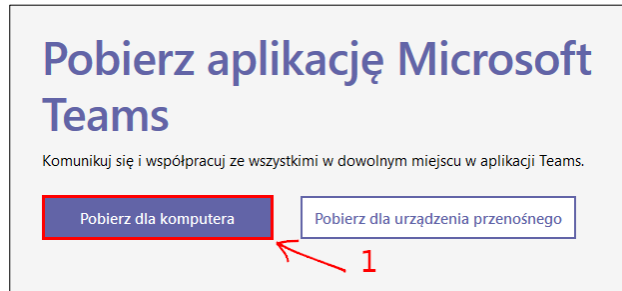 Pobierz aplikację Microsoft
Teams
Komunikuj się i współpracuj ze wszystkimi w dowolnym miejscu w aplikacji Teams.
Pobierz dla komputera
Pobierz dla urządzenia przenośnego
1